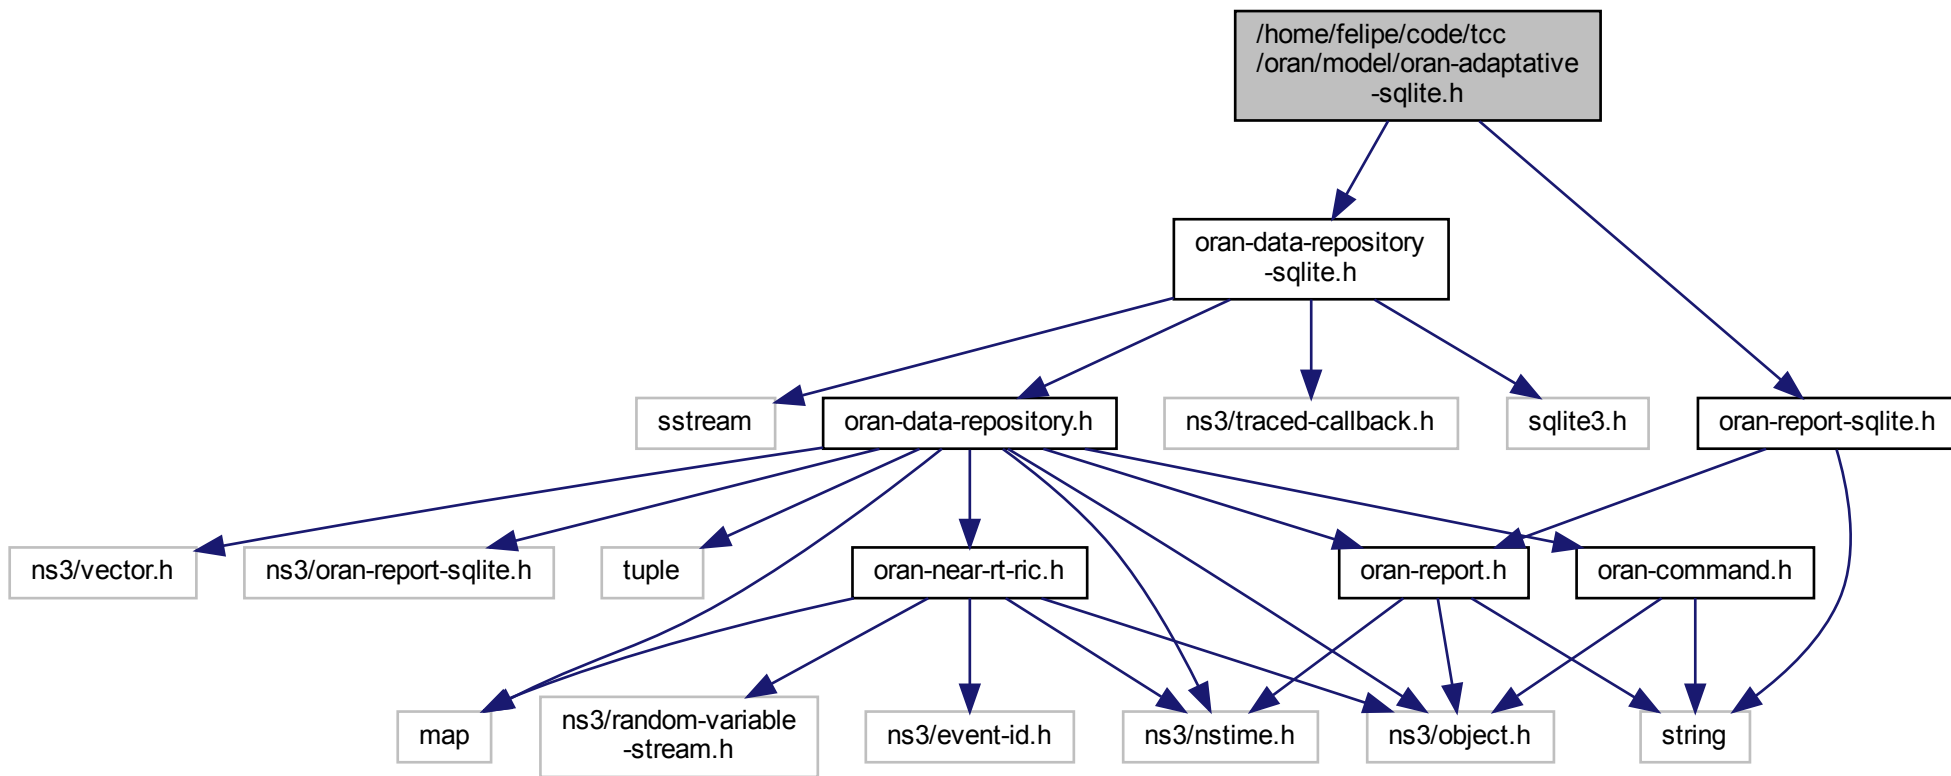 /home/felipe/code/tcc
/oran/model/oran-adaptative
-sqlite.h
oran-data-repository
-sqlite.h
sstream
oran-data-repository.h
ns3/traced-callback.h
sqlite3.h
oran-report-sqlite.h
ns3/vector.h
ns3/oran-report-sqlite.h
tuple
oran-near-rt-ric.h
oran-report.h
oran-command.h
map
ns3/random-variable
-stream.h
ns3/event-id.h
ns3/nstime.h
ns3/object.h
string